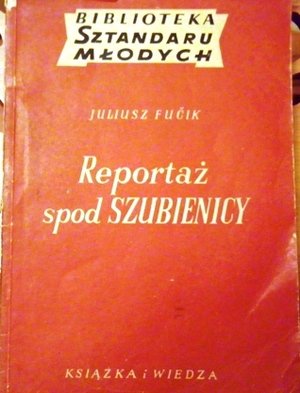 BIBLIOTEKA
SZTANDARU
MŁODYCH
JULIUSZ FUČIK
Reportaż
spod SZUBIENICY
KSIĄŻKA i WIEDZA